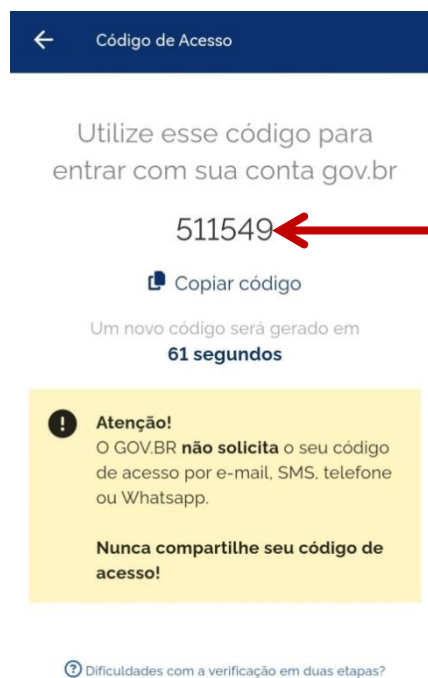 Código de Acesso
Utilize esse código para
entrar com sua conta gov.br
511549
Copiar código
Um novo código será gerado em
61 segundos
Atenção!
O GOV.BR não solicita o seu código
de acesso por e-mail, SMS, telefone
ou Whatsapp.
Nunca compartilhe seu código de
acesso!
Dificuldades com a verificação em duas etapas?